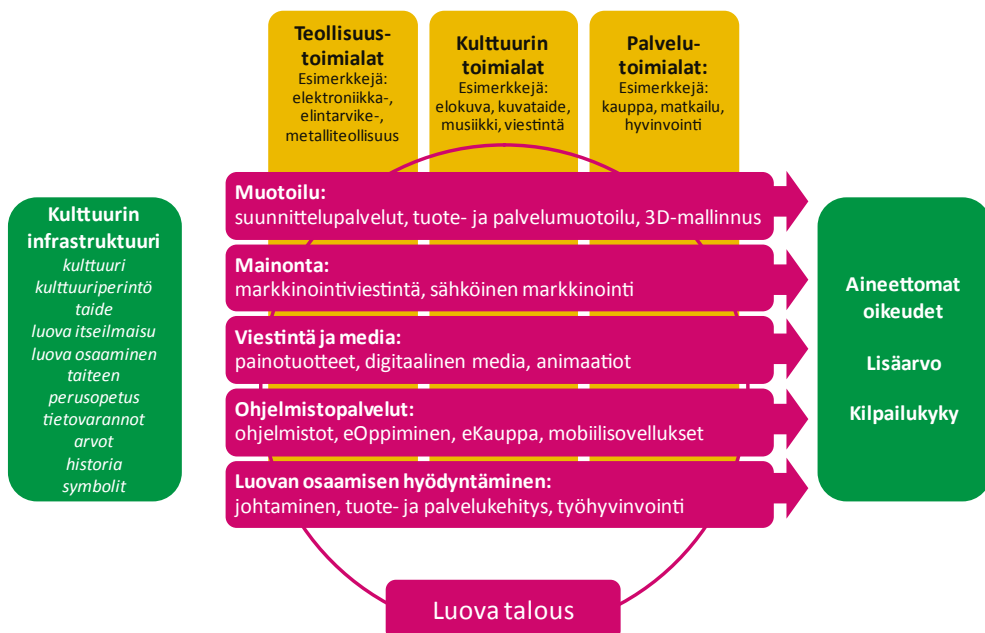 Teollisuus-
toimialat
Esimerkkejä:
elektroniikka-,
elintarvike-,
metalliteollisuus
Kulttuurin
toimialat
Esimerkkejä:
elokuva, kuvataide,
musiikki, viestintä
Palvelu-
toimialat:
Esimerkkejä:
kauppa, matkailu,
hyvinvointi
Kulttuurin
infrastruktuuri
kulttuuri
kulttuuriperintö
taide
luova itseilmaisu
luova osaaminen
taiteen
perusopetus
tietovarannot
arvot
historia
symbolit
Muotoilu:
suunnittelupalvelut, tuote- ja palvelumuotoilu, 3D-mallinnus
Mainonta:
markkinointiviestintä, sähköinen markkinointi
Viestintä ja media:
painotuotteet, digitaalinen media, animaatiot
Ohjelmistopalvelut:
ohjelmistot, eOppiminen, eKauppa, mobiilisovellukset
Luovan osaamisen hyödyntäminen:
johtaminen, tuote- ja palvelukehitys, työhyvinvointi
Aineettomat
oikeudet
Lisäarvo
Kilpailukyky
Luova talous